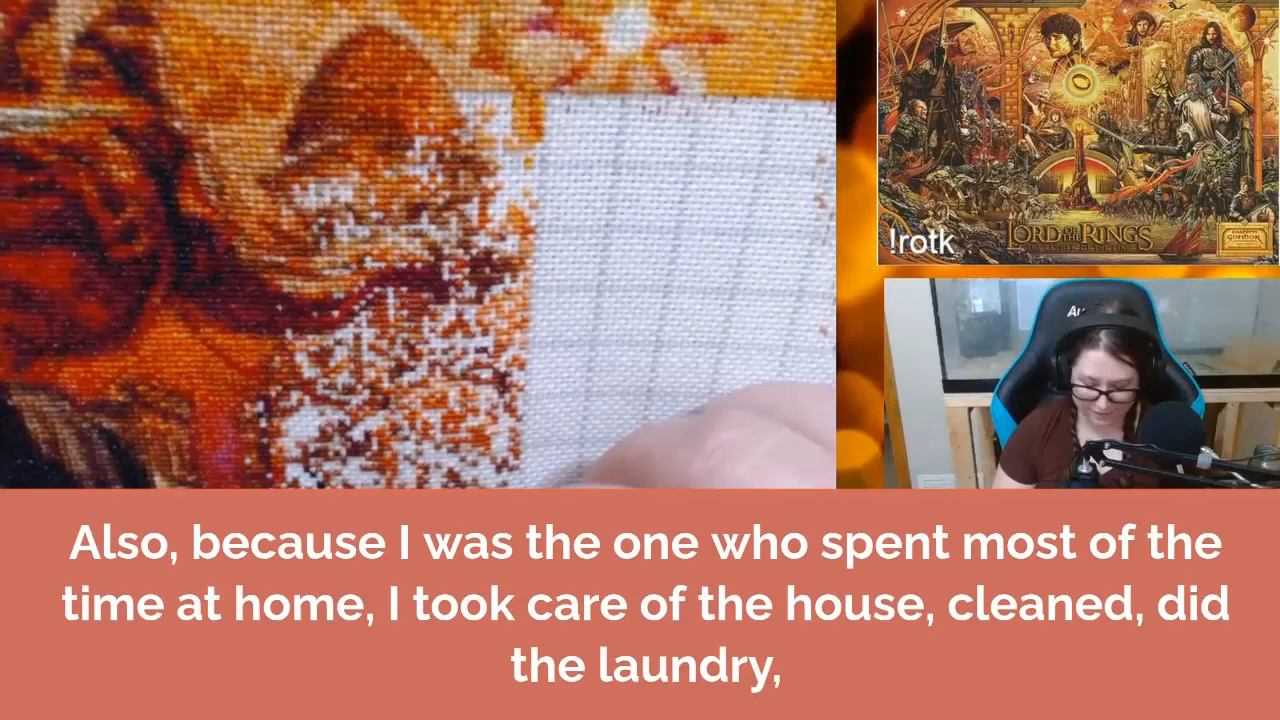 !rotk
LORD OF THE RINGS
GONDOR
Also, because I was the one who spent most of the
time at home, I took care of the house, cleaned, did
the laundry,